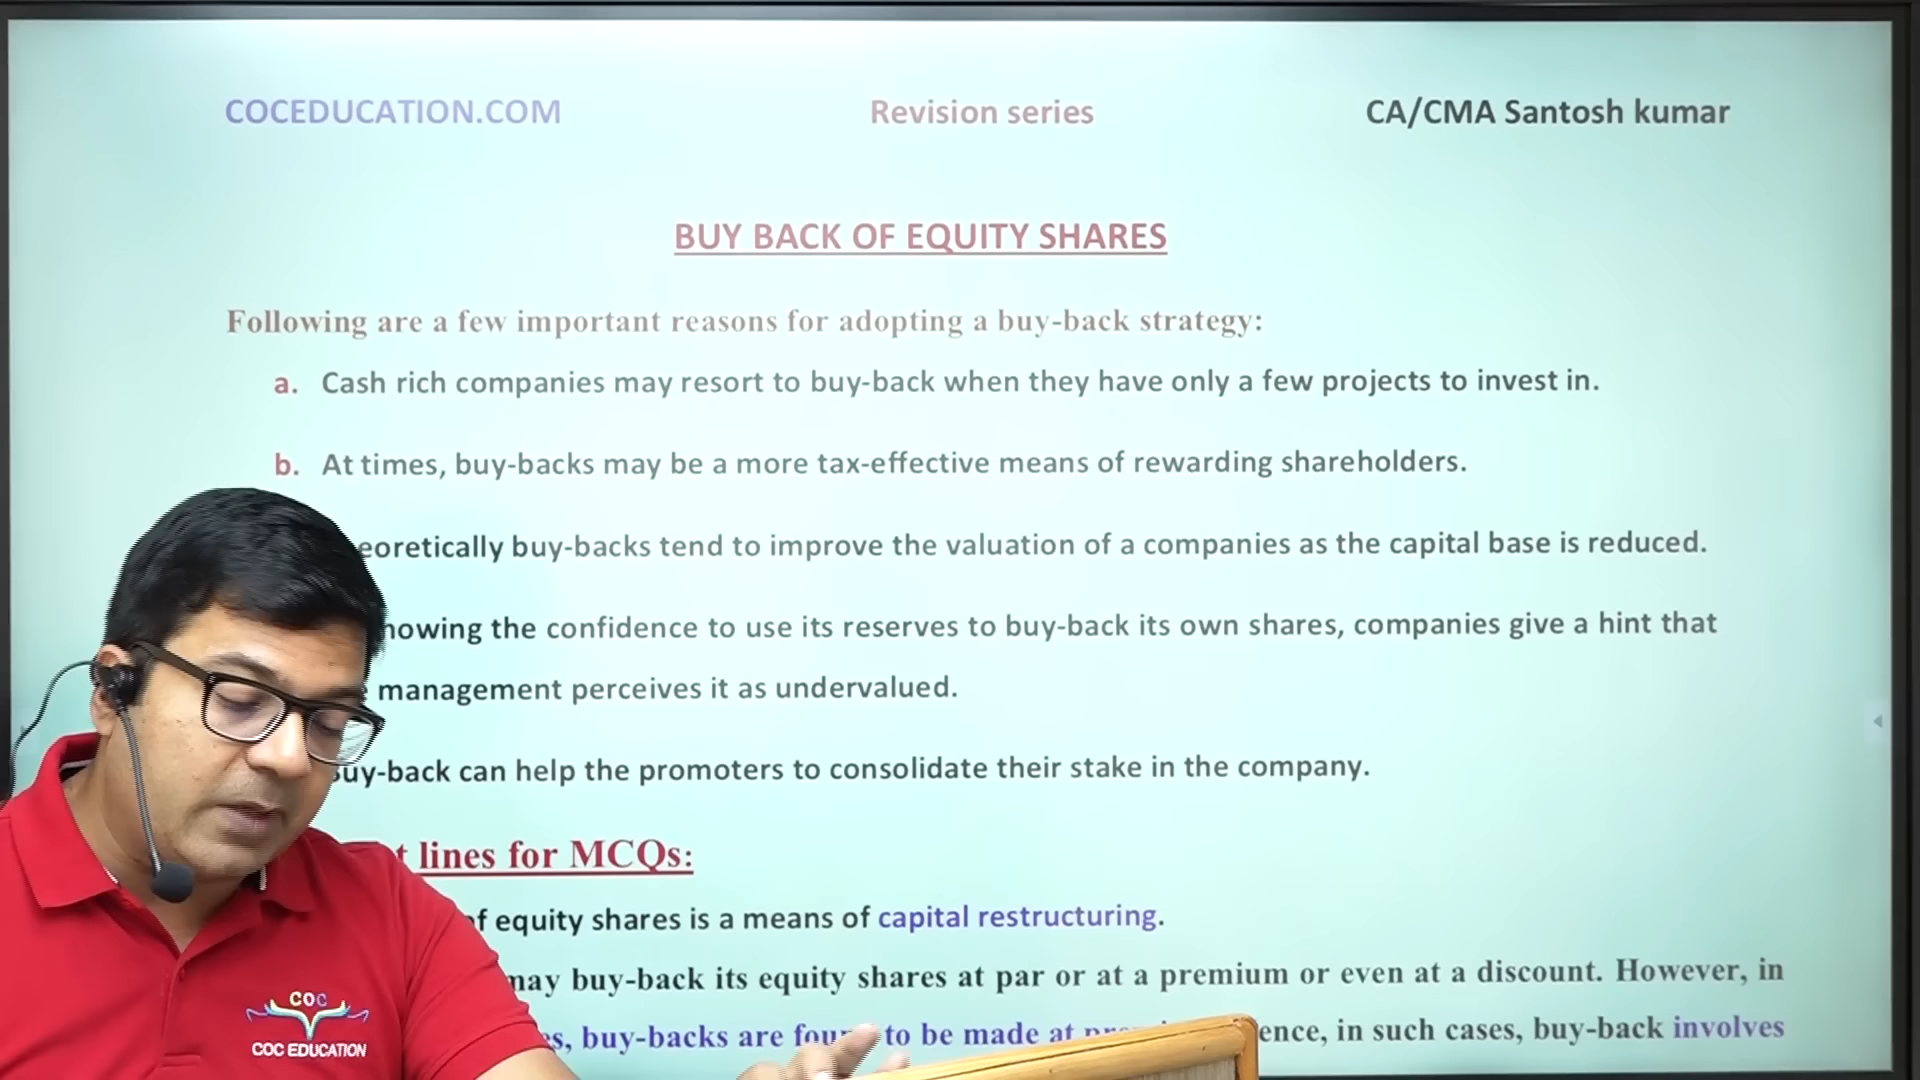 COCEDUCATION.COM Revision series CA/CMA Santosh kumar
BUY BACK OF EQUITY SHARES
Following are a few important reasons for adopting a buy-back strategy:
a. Cash rich companies may resort to buy-back when they have only a few projects to invest in.
b. At times, buy-backs may be a more tax-effective means of rewarding shareholders.
eoretically buy-backs tend to improve the valuation of a companies as the capital base is reduced.
howing the confidence to use its reserves to buy-back its own shares, companies give a hint that
management perceives it as undervalued.
uy-back can help the promoters to consolidate their stake in the company.
t lines for MCQs:
f equity shares is a means of capital restructuring.
may buy-back its equity shares at par or at a premium or even at a discount. However, in
s, buy-backs are to be made at ence, in such cases, buy-back involves
COC
COC EDUCATION